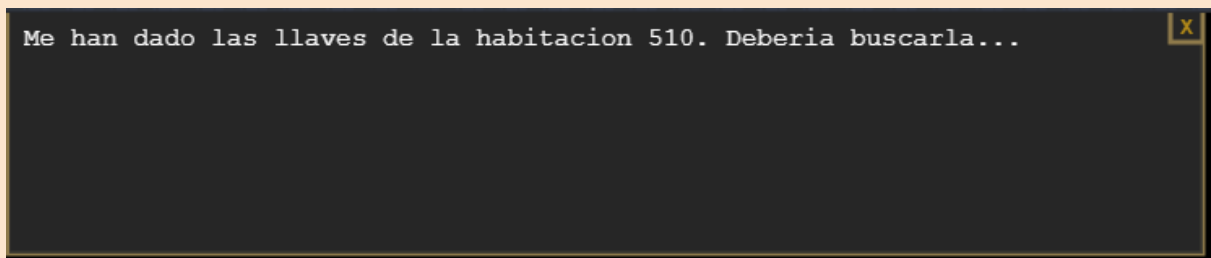 Me han dado las llaves de la habitacion 510. Deberia buscarla...
X